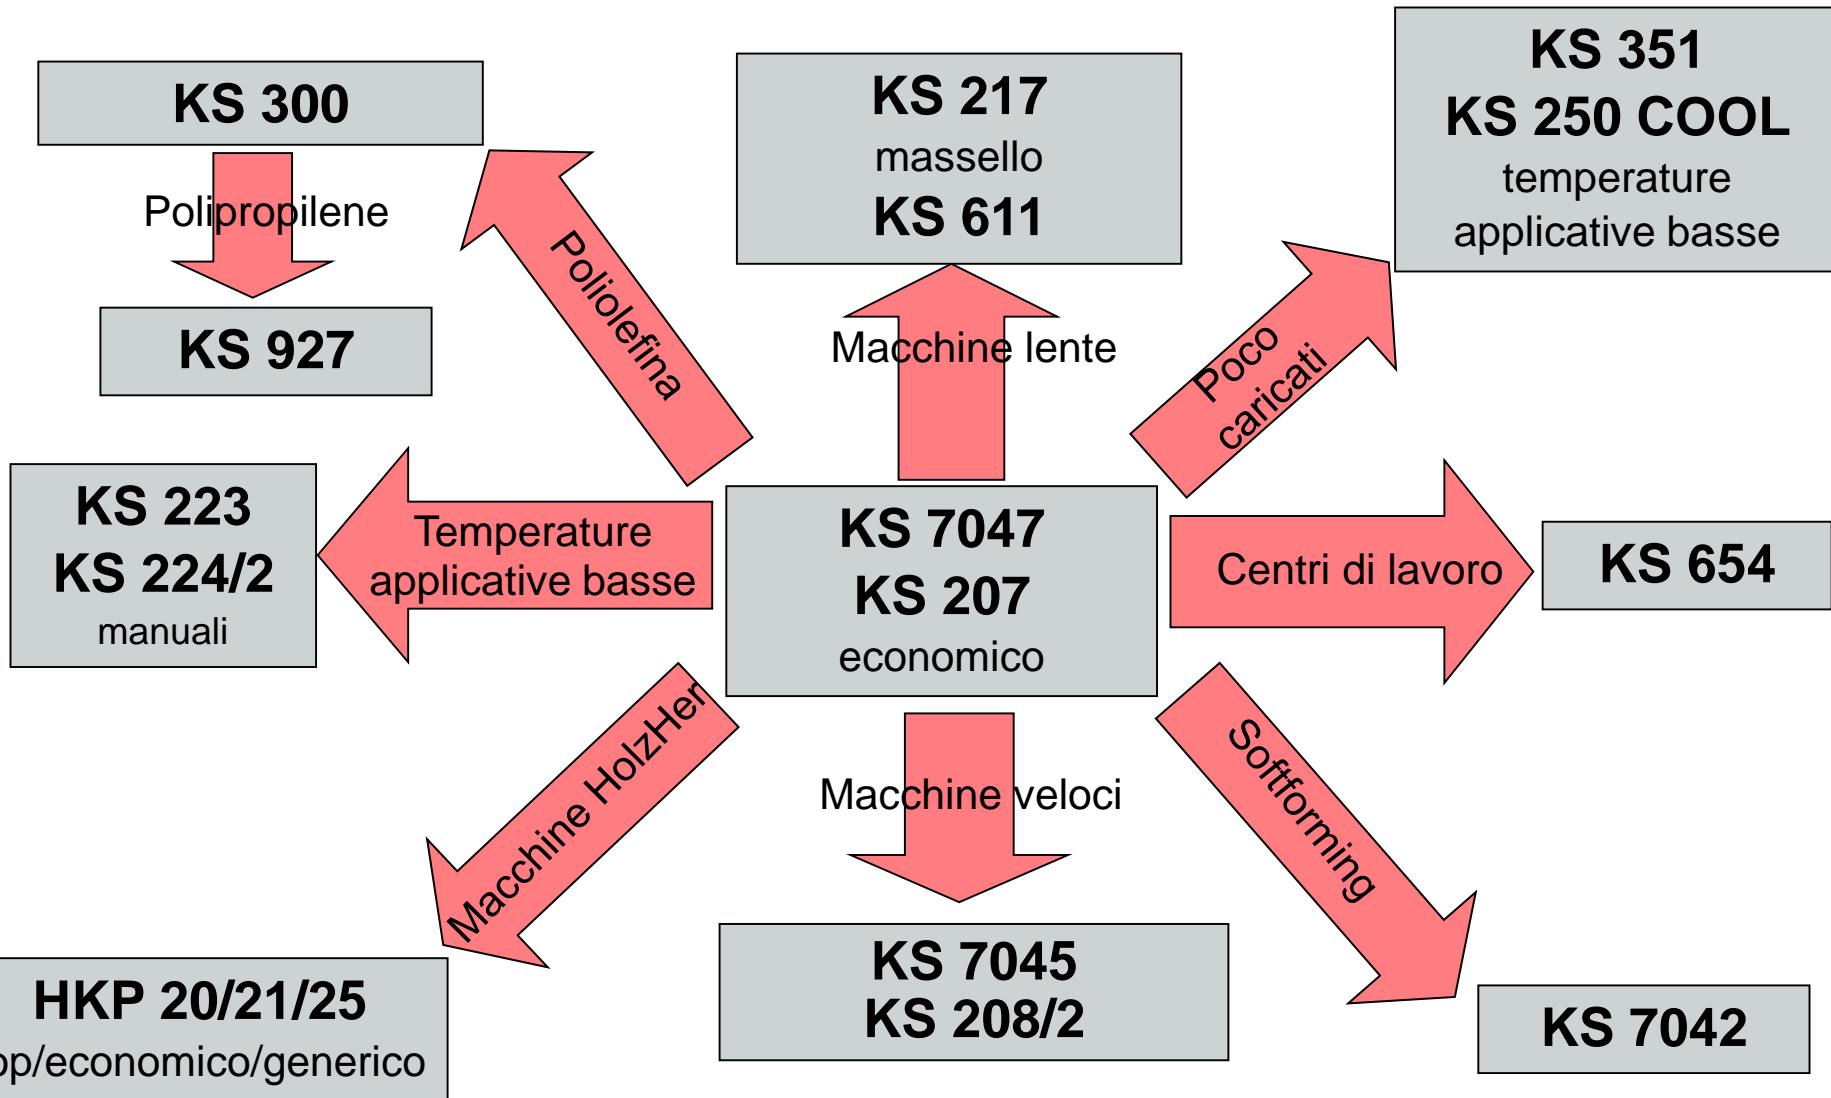 KS 300
Polipropilene
KS 927
Poliolefina
KS 217
massello
KS 611
Macchine lente
KS 351
KS 250 COOL
temperature
applicative basse
Poco
caricati
KS 223
KS 224/2
manuali
Temperature
applicative basse
KS 7047
KS 207
economico
Centri di lavoro
KS 654
Macchine HolzHer
HKP 20/21/25
op/economico/generico
Macchine veloci
KS 7045
KS 208/2
Softforming
KS 7042